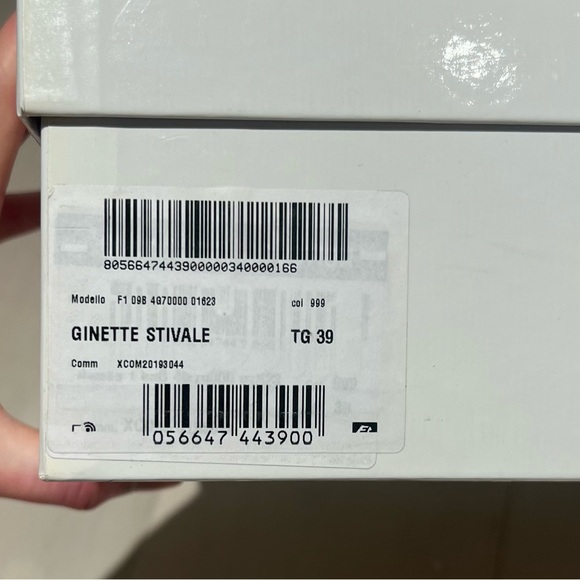 8056647443900000340000166
Modello F1 09B 4G70000 01623 col 999
GINETTE STIVALE TG 39
Comm XCOM20193044
056647 443900